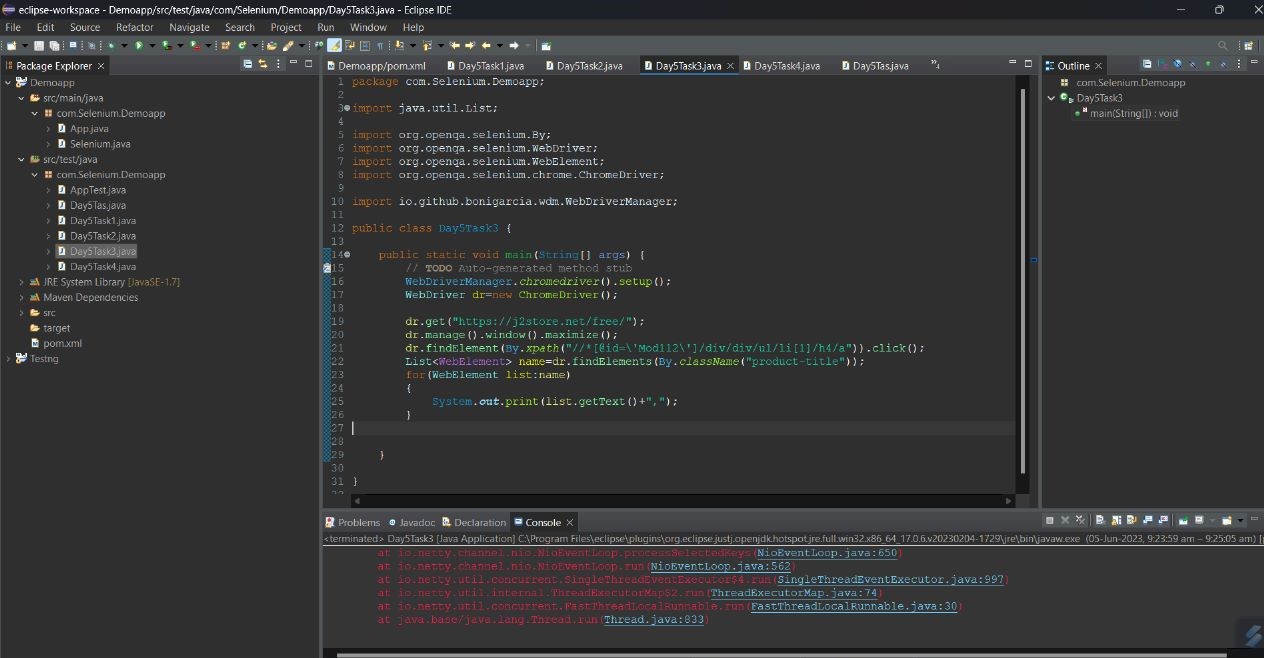 eclipse-workspace - Demoapp/src/test/java/com/Selenium/Demoapp/Day5Task3.java - Eclipse IDE
File Edit Source Refactor Navigate Search Project Run Window Help
Package Explorer
Demoapp
src/main/java
com.Selenium.Demoapp
App.java
Selenium.java
src/test/java
com.Selenium.Demoapp
AppTest.java
Day5Tas.java
Day5Task1.java
Day5Task2.java
Day5Task3.java
Day5Task4.java
JRE System Library [JavaSE-1.7]
Maven Dependencies
src
target
pom.xml
Testng
Demoapp/pom.xml Day5Task1.java Day5Task2.java Day5Task3.java Day5Task4.java Day5Tas.java
1 package com.Selenium.Demoapp;
2
3 import java.util.List;
4
5 import org.openqa.selenium.By;
6 import org.openqa.selenium.WebDriver;
7 import org.openqa.selenium.WebElement;
8 import org.openqa.selenium.chrome.ChromeDriver;
9
10 import io.github.bonigarcia.wdm.WebDriverManager;
11
12 public class Day5Task3 {
13
14 public static void main(String[] args) {
15 // TODO Auto-generated method stub
16 WebDriverManager.chromedriver().setup();
17 WebDriver dr=new ChromeDriver();
18
19 dr.get("https://j2store.net/free/");
20 dr.manage().window().maximize();
21 dr.findElement(By.xpath("//*[@id=\'Mod112\']/div/div/ul/li[1]/h4/a")).click();
22 List<WebElement> name=dr.findElements(By.className("product-title"));
23 for(WebElement list:name)
24 {
25 System.out.print(list.getText()+",");
26 }
27
28
29 }
30
31 }
32
Outline
com.Selenium.Demoapp
Day5Task3
main(String[]) : void
Problems Javadoc Declaration Console
<terminated> Day5Task3 [Java Application] C:\Program Files\eclipse\plugins\org.eclipse.justj.openjdk.hotspot.jre.full.win32.x86_64_17.0.6.v20230204-1729\jre\bin\javaw.exe (05-Jun-2023, 9:23:59 am – 9:25:05 am) [
at io.netty.channel.nio.NioEventLoop.processSelectedKeys(NioEventLoop.java:650)
at io.netty.channel.nio.NioEventLoop.run(NioEventLoop.java:562)
at io.netty.util.concurrent.SingleThreadEventExecutor$4.run(SingleThreadEventExecutor.java:997)
at io.netty.util.internal.ThreadExecutorMap$2.run(ThreadExecutorMap.java:74)
at io.netty.util.concurrent.FastThreadLocalRunnable.run(FastThreadLocalRunnable.java:30)
at java.base/java.lang.Thread.run(Thread.java:833)